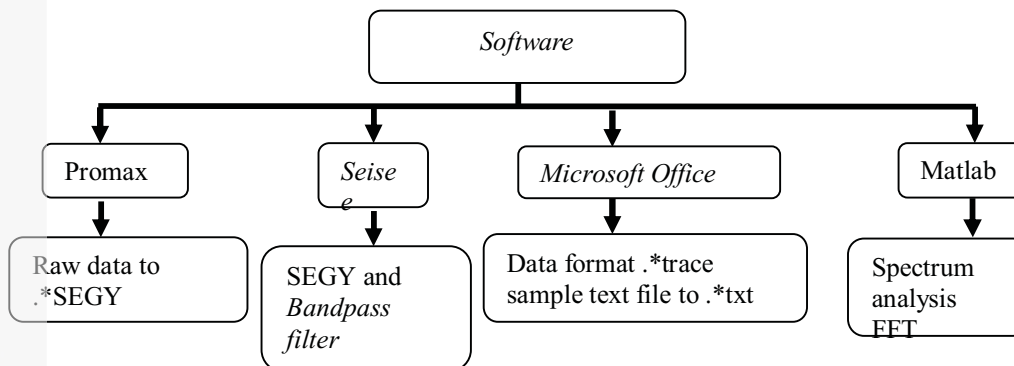 Software
Promax
Seise
e
Microsoft Office
Matlab
Raw data to
.*SEGY
SEGY and
Bandpass
filter
Data format .*trace
sample text file to .*txt
Spectrum
analysis
FFT